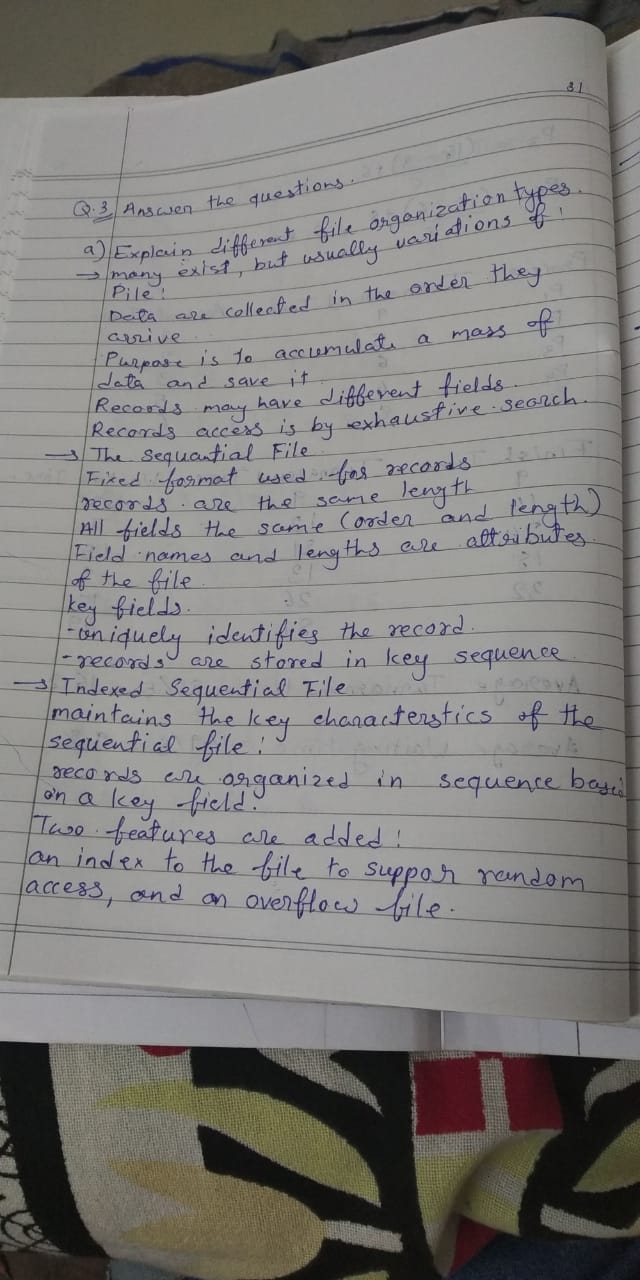 31
Q.3 Answer the questions.
a) Explain different file organization types.
→ many exist, but usually variations of :
Pile :
Data are collected in the order they
arrive
Purpose is to accumulate a mass of
data and save it
Records may have different fields.
Records access is by exhaustive search.
→ The sequential File
Fixed format used for records
records are the same length
All fields the same (order and length)
Field names and lengths are attributes
of the file
key fields.
- uniquely identifies the record.
- records are stored in key sequence
→ Indexed Sequential File
maintains the key characterstics of the
sequential file :
records are organized in sequence based
on a key field.
Two features are added :
an index to the file to suppor random
access, and an overflow file.